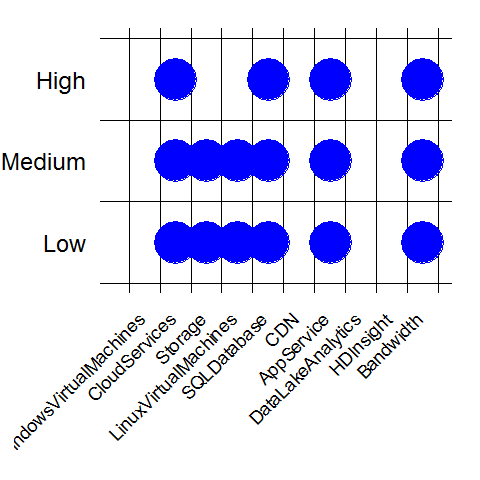 High
Medium
Low
ndowsVirtualMachines
CloudServices
Storage
LinuxVirtualMachines
SQLDatabase
CDN
AppService
DataLakeAnalytics
HDInsight
Bandwidth